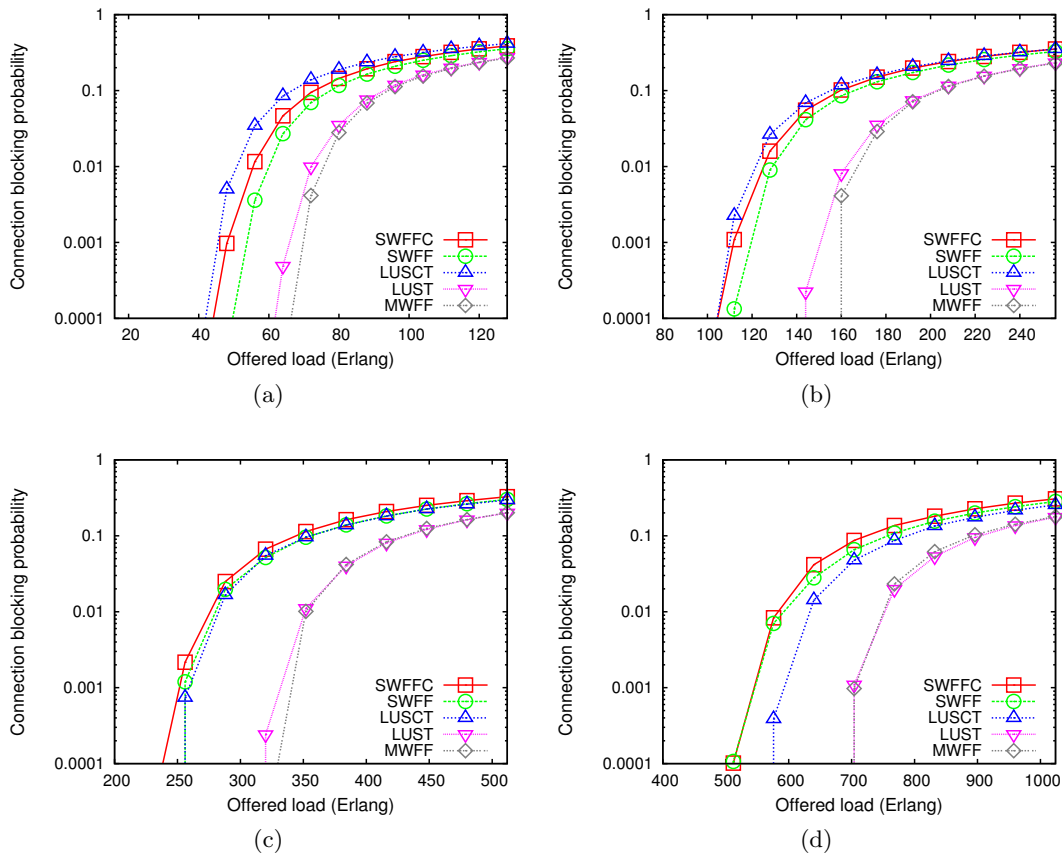 Connection blocking probability
1
0.1
0.01
0.001
0.0001
SWFFC
SWFF
LUSCT
LUST
MWFF
20 40 60 80 100 120
Offered load (Erlang)
(a)
Connection blocking probability
1
0.1
0.01
0.001
0.0001
SWFFC
SWFF
LUSCT
LUST
MWFF
80 100 120 140 160 180 200 220 240
Offered load (Erlang)
(b)
Connection blocking probability
1
0.1
0.01
0.001
0.0001
SWFFC
SWFF
LUSCT
LUST
MWFF
200 250 300 350 400 450 500
Offered load (Erlang)
(c)
Connection blocking probability
1
0.1
0.01
0.001
0.0001
SWFFC
SWFF
LUSCT
LUST
MWFF
400 500 600 700 800 900 1000
Offered load (Erlang)
(d)